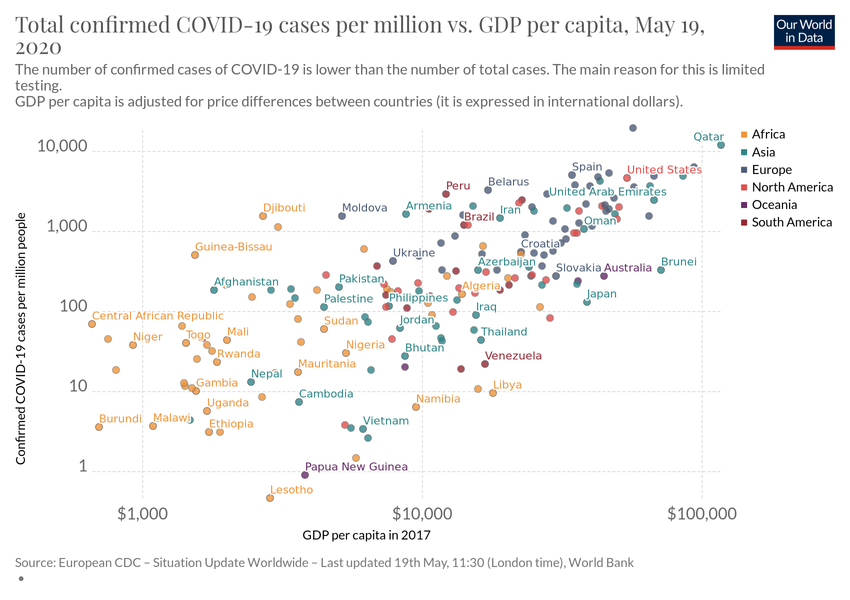 Total confirmed COVID-19 cases per million vs. GDP per capita, May 19,
2020
Our World
in Data
The number of confirmed cases of COVID-19 is lower than the number of total cases. The main reason for this is limited
testing.
GDP per capita is adjusted for price differences between countries (it is expressed in international dollars).
Confirmed COVID-19 cases per million people
10,000
1,000
100
10
1
Qatar
Spain
United States
Peru
Belarus
United Arab Emirates
Djibouti
Moldova
Armenia
Brazil
Iran
Oman
Guinea-Bissau
Ukraine
Croatia
Azerbaijan
Slovakia
Australia
Brunei
Afghanistan
Pakistan
Algeria
Palestine
Philippines
Japan
Central African Republic
Sudan
Jordan
Iraq
Niger
Togo
Mali
Thailand
Rwanda
Nigeria
Bhutan
Venezuela
Mauritania
Nepal
Gambia
Cambodia
Libya
Uganda
Namibia
Burundi
Malawi
Ethiopia
Vietnam
Papua New Guinea
Lesotho
Africa
Asia
Europe
North America
Oceania
South America
$1,000
$10,000
$100,000
GDP per capita in 2017
Source: European CDC – Situation Update Worldwide – Last updated 19th May, 11:30 (London time), World Bank
•